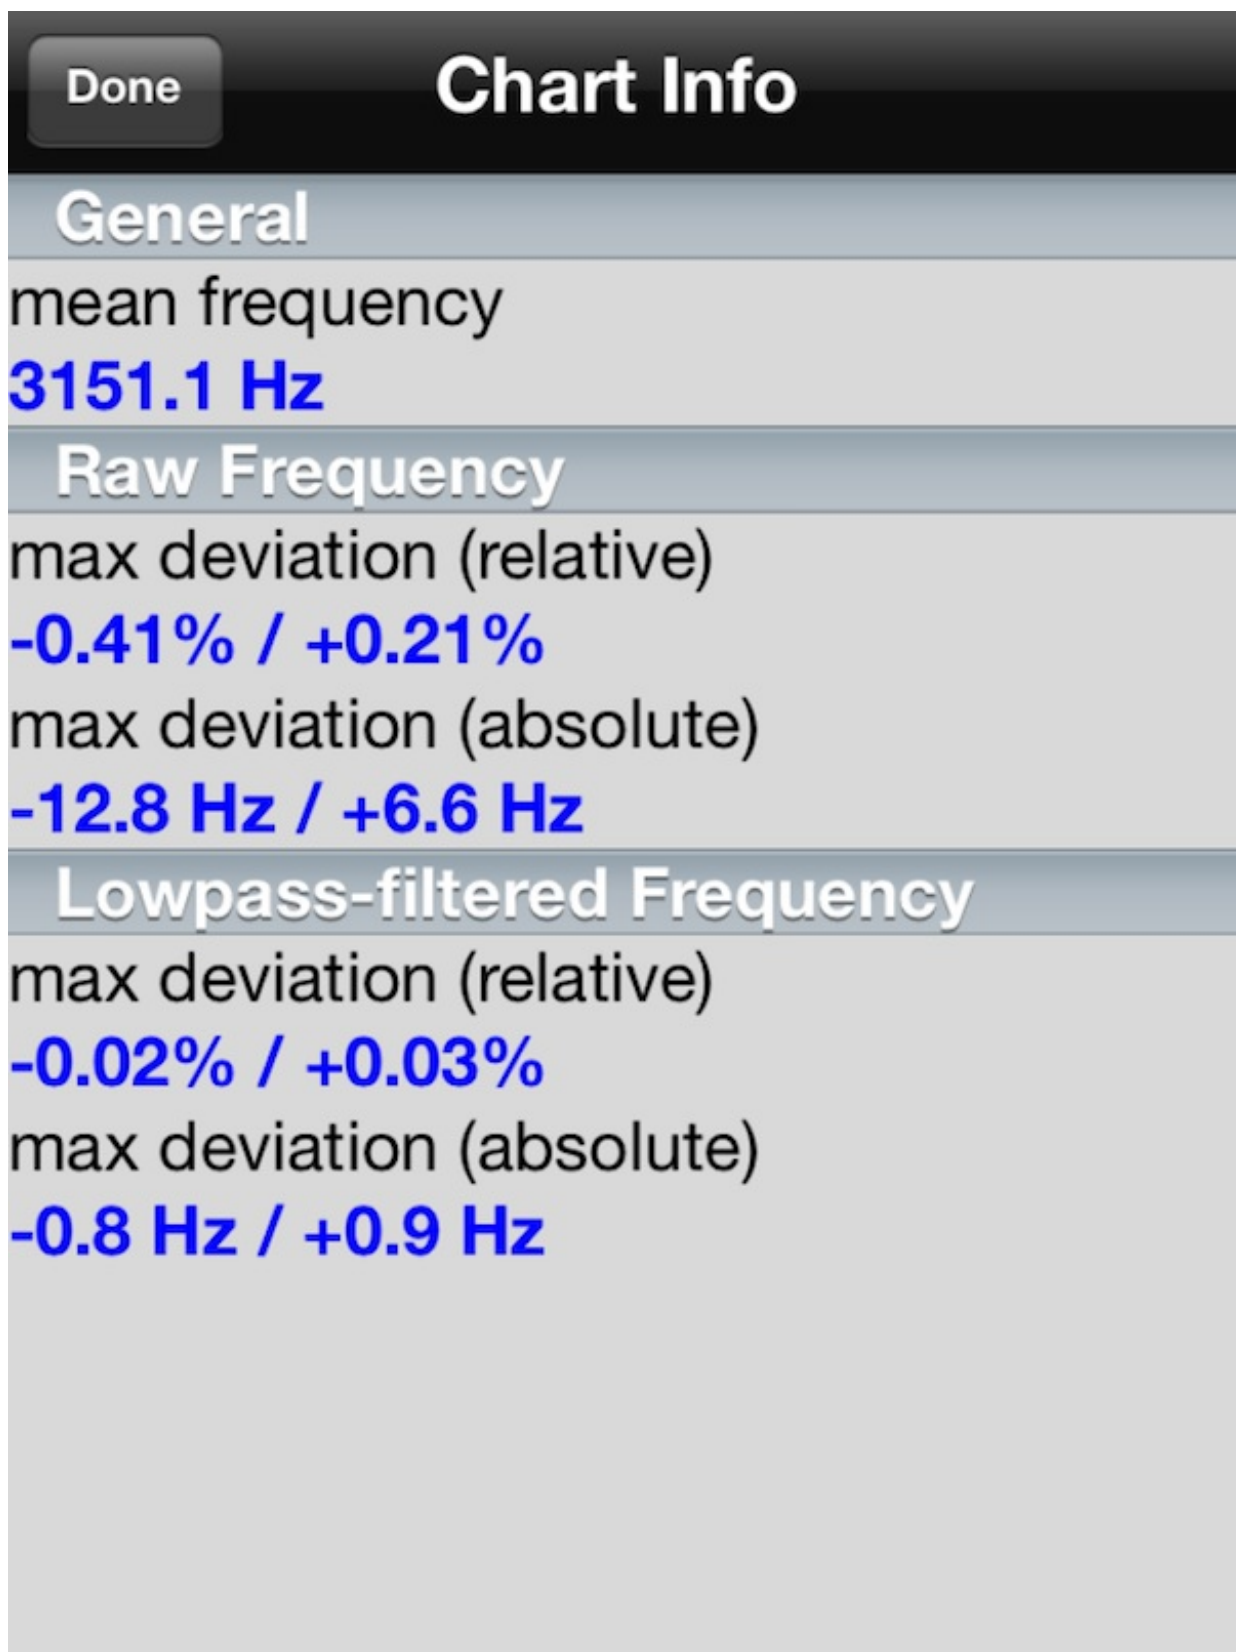 Done
Chart Info
General
mean frequency
3151.1 Hz
Raw Frequency
max deviation (relative)
-0.41% / +0.21%
max deviation (absolute)
-12.8 Hz / +6.6 Hz
Lowpass-filtered Frequency
max deviation (relative)
-0.02% / +0.03%
max deviation (absolute)
-0.8 Hz / +0.9 Hz